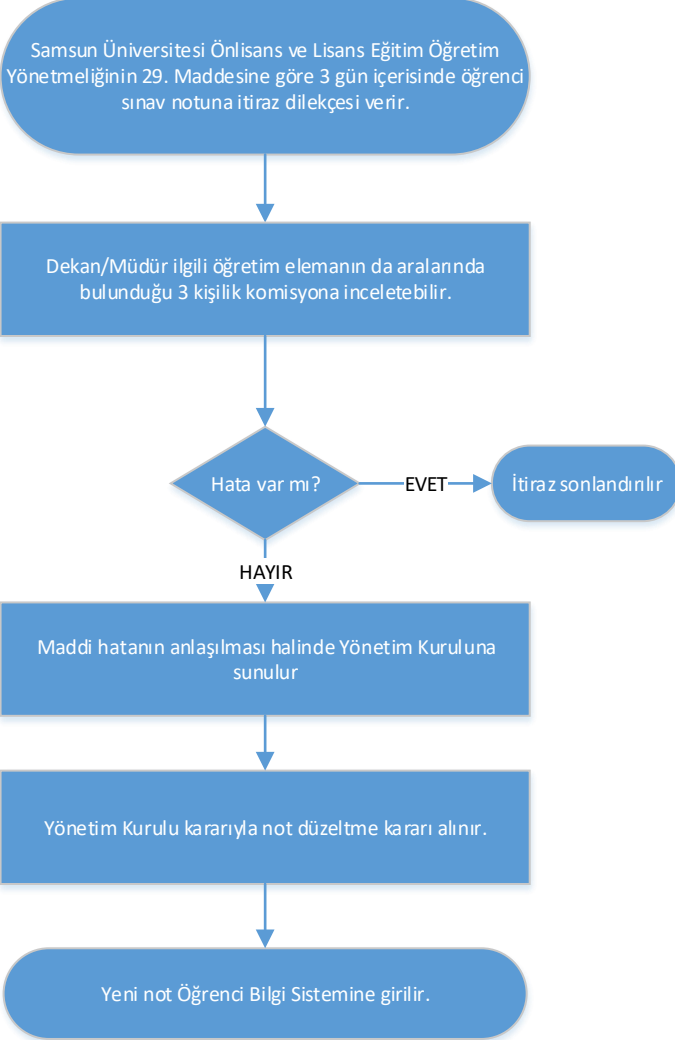 Samsun Üniversitesi Önlisans ve Lisans Eğitim Öğretim
Yönetmeliğinin 29. Maddesine göre 3 gün içerisinde öğrenci
sınav notuna itiraz dilekçesi verir.
Dekan/Müdür ilgili öğretim elemanın da aralarında
bulunduğu 3 kişilik komisyona inceletebilir.
Hata var mı?
EVET
İtiraz sonlandırılır
HAYIR
Maddi hatanın anlaşılması halinde Yönetim Kuruluna
sunulur
Yönetim Kurulu kararıyla not düzeltme kararı alınır.
Yeni not Öğrenci Bilgi Sistemine girilir.